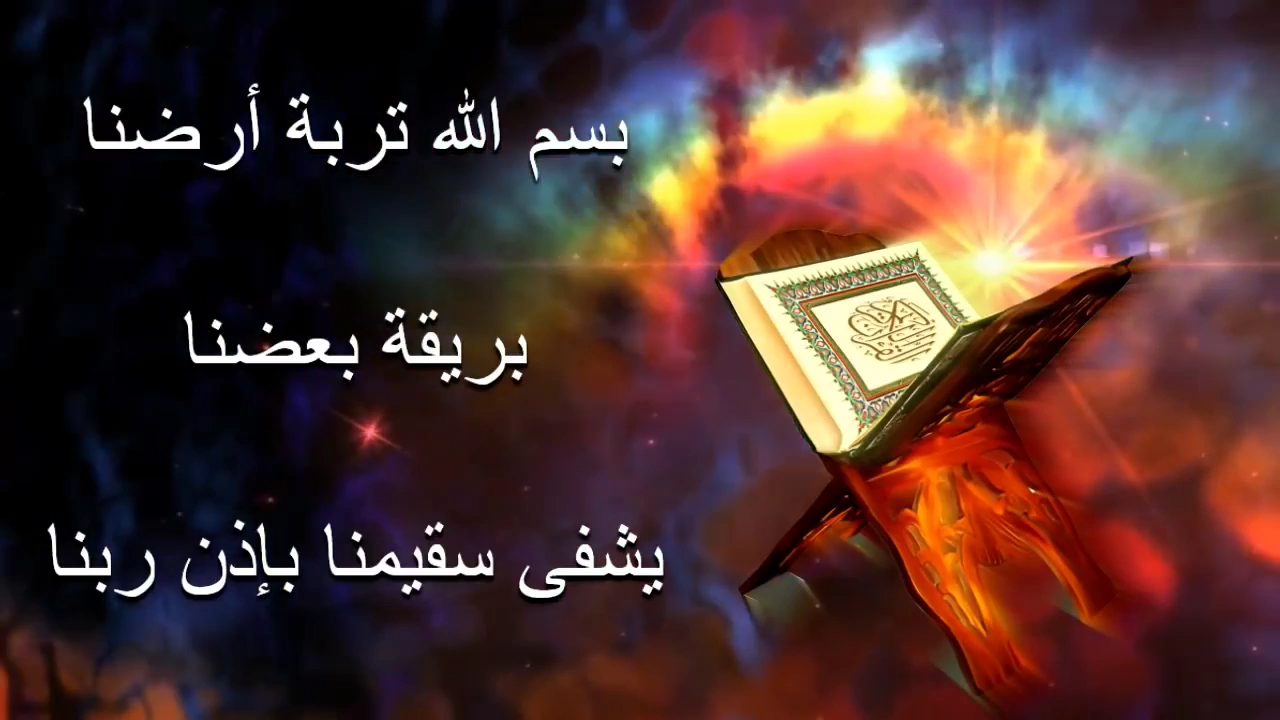 بسم الله تربة أرضنا
بريقة بعضنا
يشفى سقيمنا بإذن ربنا